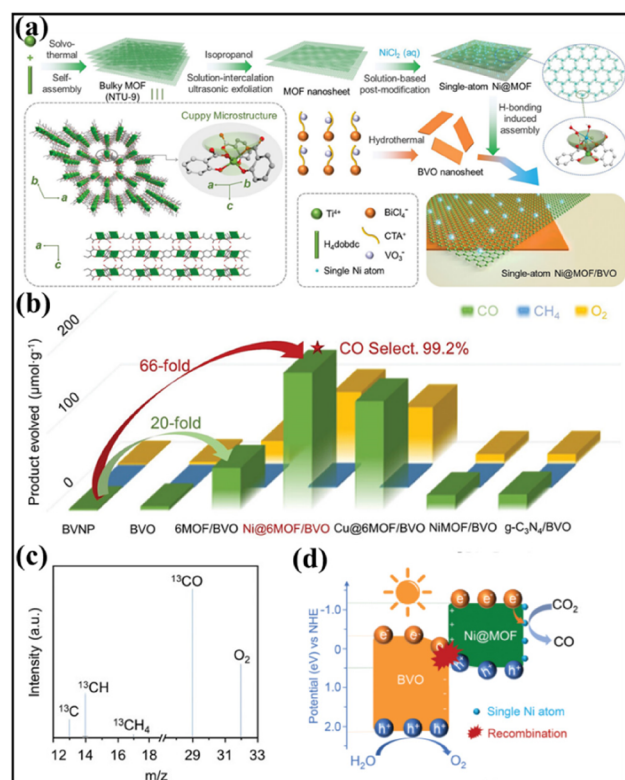 (a)
Solvo-
thermal
Self-
assembly
Bulky MOF
(NTU-9)
Isopropanol
Solution-intercalation
ultrasonic exfoliation
MOF nanosheet
NiCl₂ (aq)
Solution-based
post-modification
Single-atom Ni@MOF
H-bonding
induced
assembly
Cuppy Microstructure
b
a
a
b
c
a
c
Hydrothermal
BVO nanosheet
Ti⁴⁺
H₄dobdc
Single Ni atom
BiCl₄⁻
CTA⁺
VO₃⁻
Single-atom Ni@MOF/BVO
(b)
CO
CH₄
O₂
Product evolved (μmol·g⁻¹)
200
100
0
66-fold
20-fold
CO Select. 99.2%
BVNP
BVO
6MOF/BVO
Ni@6MOF/BVO
Cu@6MOF/BVO
NiMOF/BVO
g-C₃N₄/BVO
(c)
Intensity (a.u.)
¹³C
¹³CH
¹³CH₄
¹³CO
O₂
12 14 16 18 27 29 31 33
m/z
(d)
Potential (eV) vs NHE
-1.0
0
1.0
2.0
e⁻ e⁻ e⁻
e⁻ e⁻ e⁻
BVO
Ni@MOF
CO₂
CO
h⁺ h⁺ h⁺
h⁺ h⁺ h⁺
H₂O
O₂
Single Ni atom
Recombination